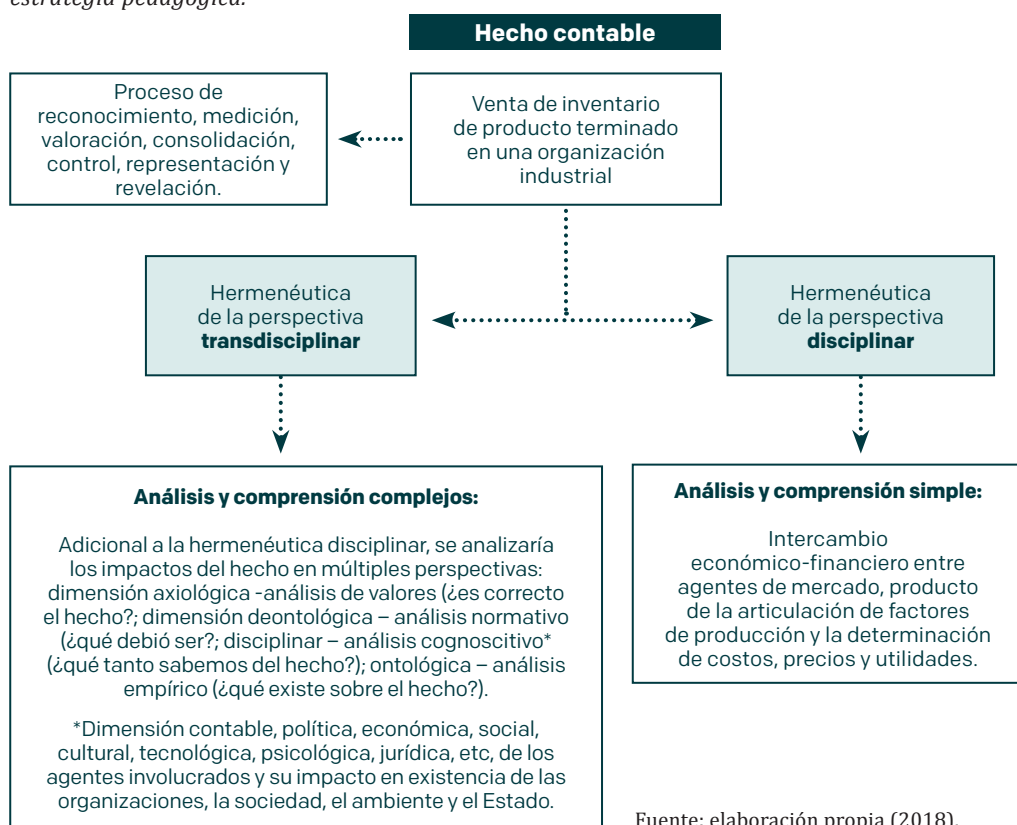 estrategia pedagógica.
Hecho contable
Proceso de
reconocimiento, medición,
valoración, consolidación,
control, representación y
revelación.
Venta de inventario
de producto terminado
en una organización
industrial
Hermenéutica
de la perspectiva
transdisciplinar
Hermenéutica
de la perspectiva
disciplinar
Análisis y comprensión complejos:
Adicional a la hermenéutica disciplinar, se analizaría
los impactos del hecho en múltiples perspectivas:
dimensión axiológica -análisis de valores (¿es correcto
el hecho?; dimensión deontológica – análisis normativo
(¿qué debió ser?; disciplinar – análisis cognoscitivo*
(¿qué tanto sabemos del hecho?); ontológica – análisis
empírico (¿qué existe sobre el hecho?).
*Dimensión contable, política, económica, social,
cultural, tecnológica, psicológica, jurídica, etc, de los
agentes involucrados y su impacto en existencia de las
organizaciones, la sociedad, el ambiente y el Estado.
Análisis y comprensión simple:
Intercambio
económico-financiero entre
agentes de mercado, producto
de la articulación de factores
de producción y la determinación
de costos, precios y utilidades.
Fuente: elaboración propia (2018).